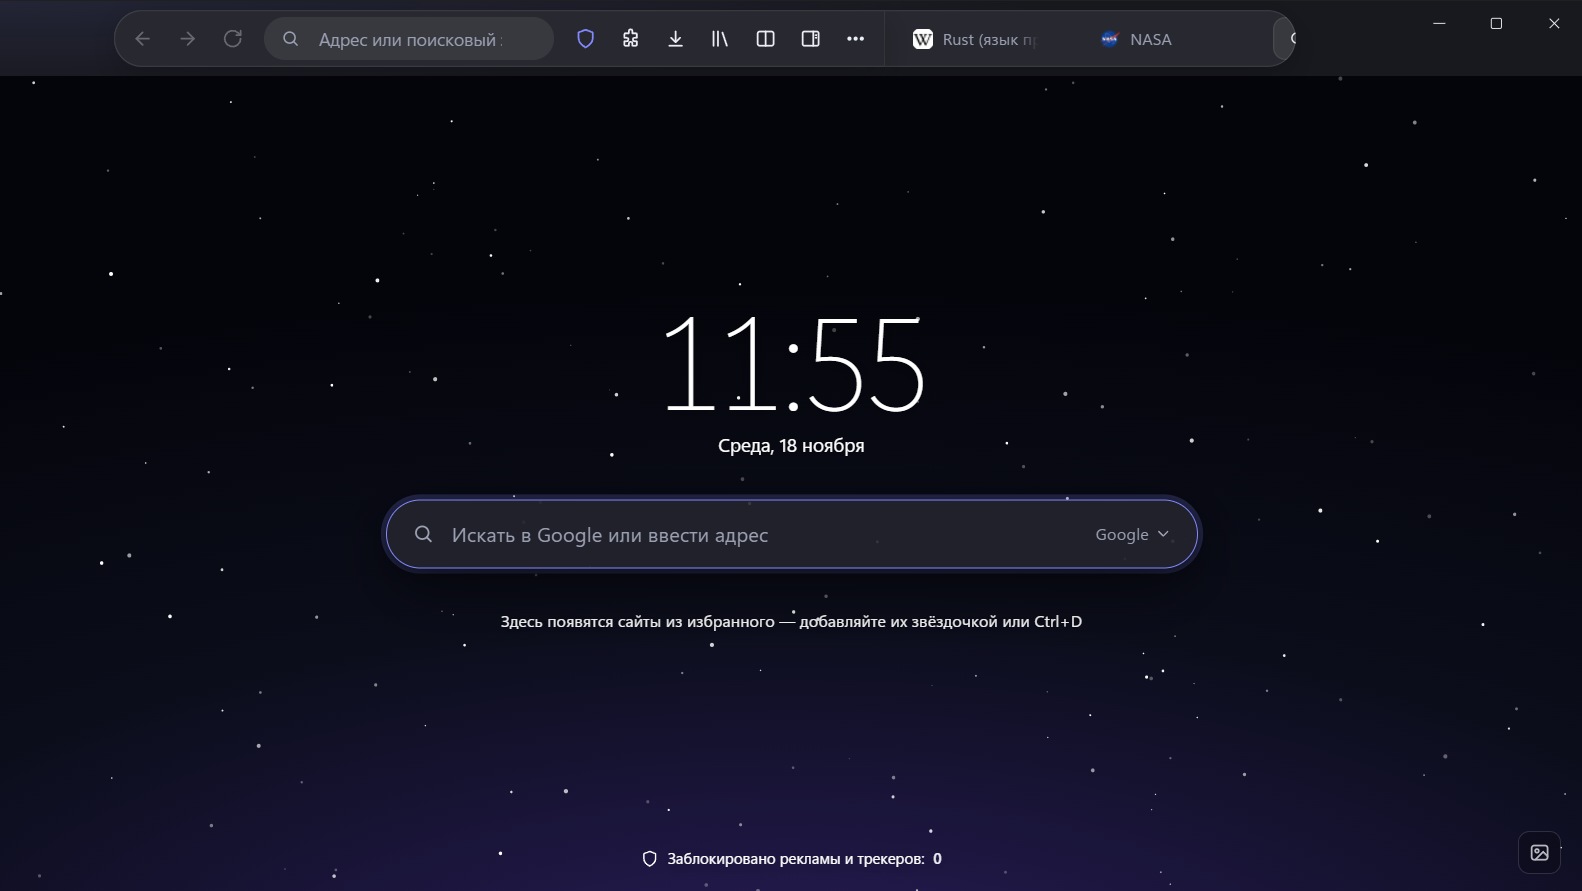 Адрес или поисковый
Rust (язык пр
NASA
11:55
Среда, 18 ноября
Искать в Google или ввести адрес
Google
Здесь появятся сайты из избранного — добавляйте их звёздочкой или Ctrl+D
Заблокировано рекламы и трекеров: 0